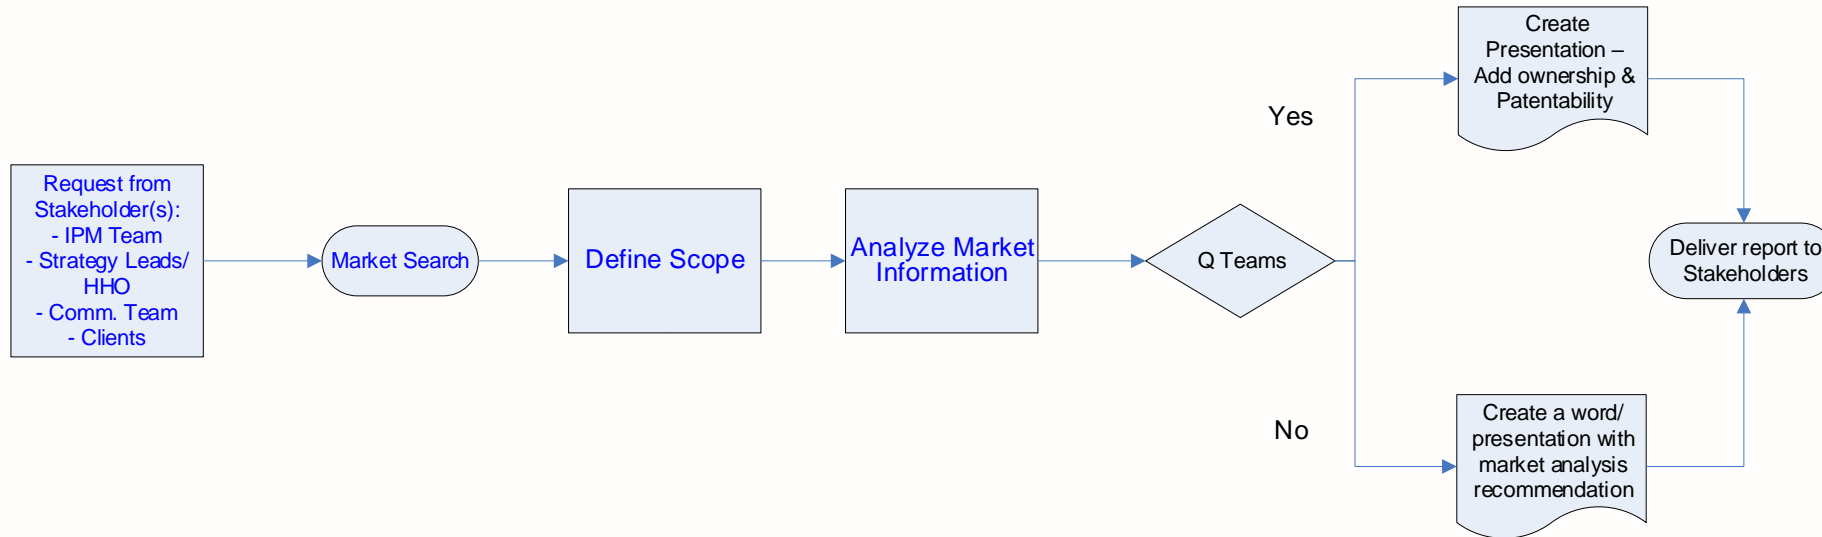 Request from
Stakeholder(s):
- IPM Team
- Strategy Leads/
HHO
- Comm. Team
- Clients
Market Search
Define Scope
Analyze Market
Information
Q Teams
Yes
Create
Presentation –
Add ownership &
Patentability
No
Create a word/
presentation with
market analysis
recommendation
Deliver report to
Stakeholders